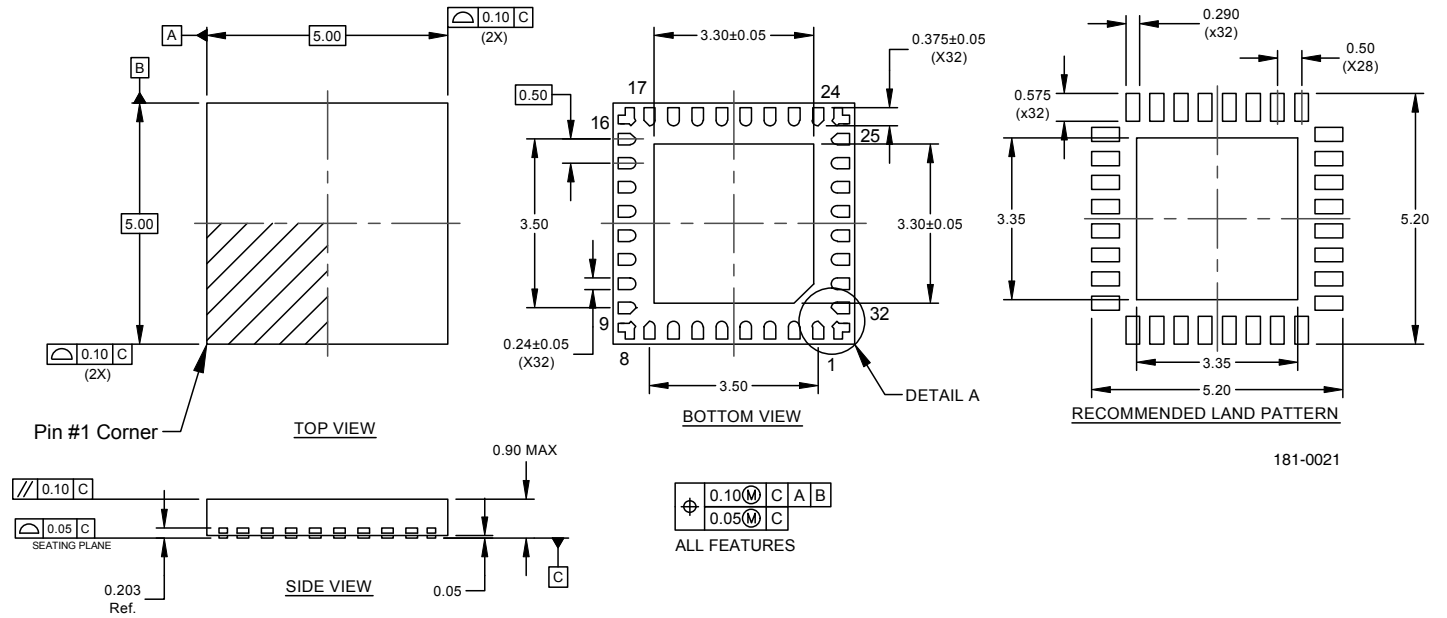 A
5.00
⌓ 0.10 C
(2X)
B
5.00
⌓ 0.10 C
(2X)
Pin #1 Corner
TOP VIEW
3.30±0.05
0.375±0.05
(X32)
0.50
17
24
16
25
3.50
3.30±0.05
9
32
0.24±0.05
(X32)
8
1
3.50
DETAIL A
BOTTOM VIEW
0.290
(x32)
0.50
(X28)
0.575
(x32)
3.35
5.20
3.35
5.20
RECOMMENDED LAND PATTERN
181-0021
// 0.10 C
0.90 MAX
⌓ 0.05 C
SEATING PLANE
0.203
Ref.
SIDE VIEW
0.05
C
⌖ 0.10Ⓜ C A B
0.05Ⓜ C
ALL FEATURES